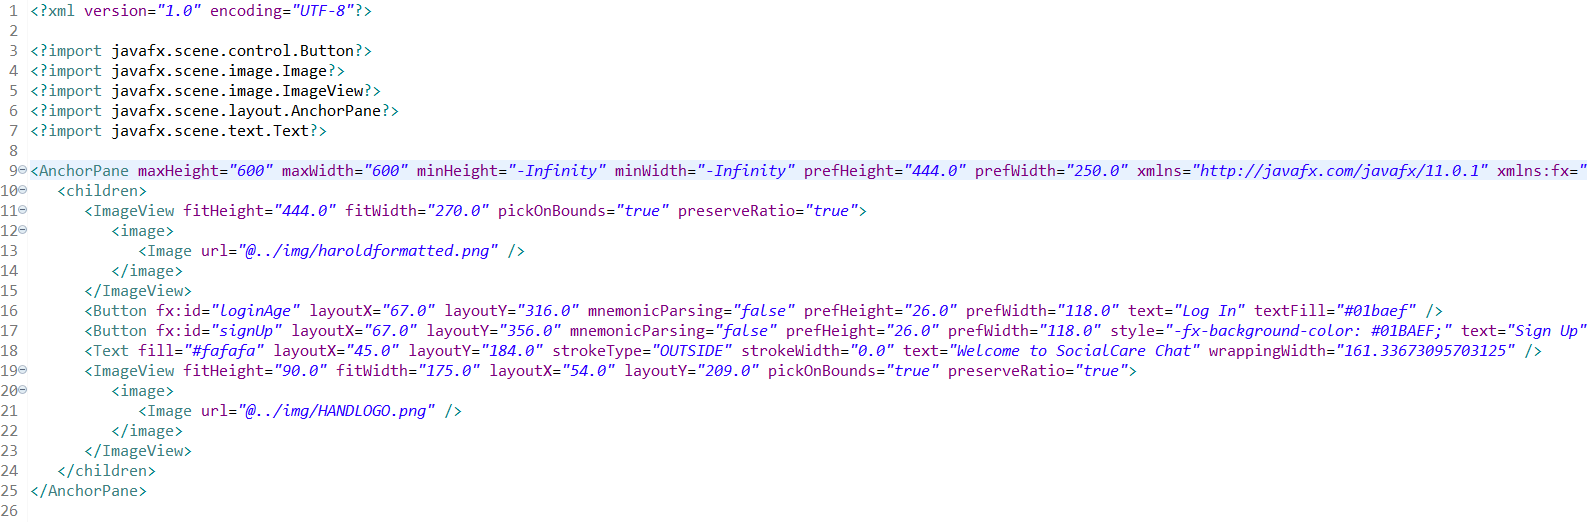 1 <?xml version="1.0" encoding="UTF-8"?>
2
3 <?import javafx.scene.control.Button?>
4 <?import javafx.scene.image.Image?>
5 <?import javafx.scene.image.ImageView?>
6 <?import javafx.scene.layout.AnchorPane?>
7 <?import javafx.scene.text.Text?>
8
9 <AnchorPane maxHeight="600" maxWidth="600" minHeight="-Infinity" minWidth="-Infinity" prefHeight="444.0" prefWidth="250.0" xmlns="http://javafx.com/javafx/11.0.1" xmlns:fx="
10 <children>
11 <ImageView fitHeight="444.0" fitWidth="270.0" pickOnBounds="true" preserveRatio="true">
12 <image>
13 <Image url="@../img/haroldformatted.png" />
14 </image>
15 </ImageView>
16 <Button fx:id="loginAge" layoutX="67.0" layoutY="316.0" mnemonicParsing="false" prefHeight="26.0" prefWidth="118.0" text="Log In" textFill="#01baef" />
17 <Button fx:id="signUp" layoutX="67.0" layoutY="356.0" mnemonicParsing="false" prefHeight="26.0" prefWidth="118.0" style="-fx-background-color: #01BAEF;" text="Sign Up"
18 <Text fill="#fafafa" layoutX="45.0" layoutY="184.0" strokeType="OUTSIDE" strokeWidth="0.0" text="Welcome to SocialCare Chat" wrappingWidth="161.33673095703125" />
19 <ImageView fitHeight="90.0" fitWidth="175.0" layoutX="54.0" layoutY="209.0" pickOnBounds="true" preserveRatio="true">
20 <image>
21 <Image url="@../img/HANDLOGO.png" />
22 </image>
23 </ImageView>
24 </children>
25 </AnchorPane>
26